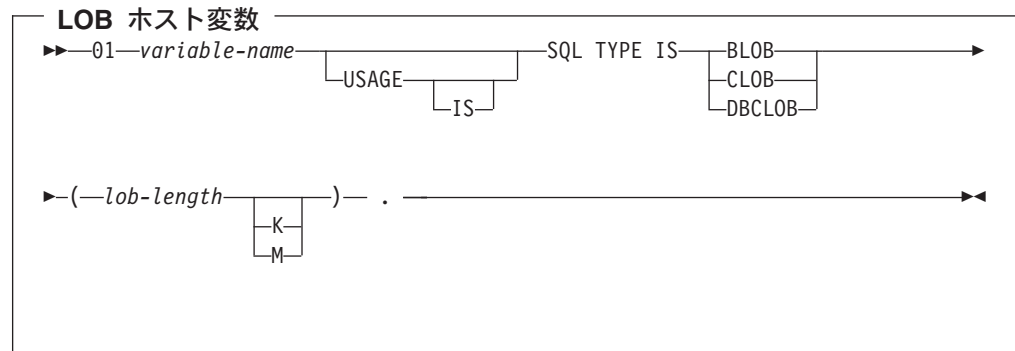 LOB ホスト変数
01 variable-name SQL TYPE IS BLOB
USAGE CLOB
IS DBCLOB
( lob-length ) .
K
M